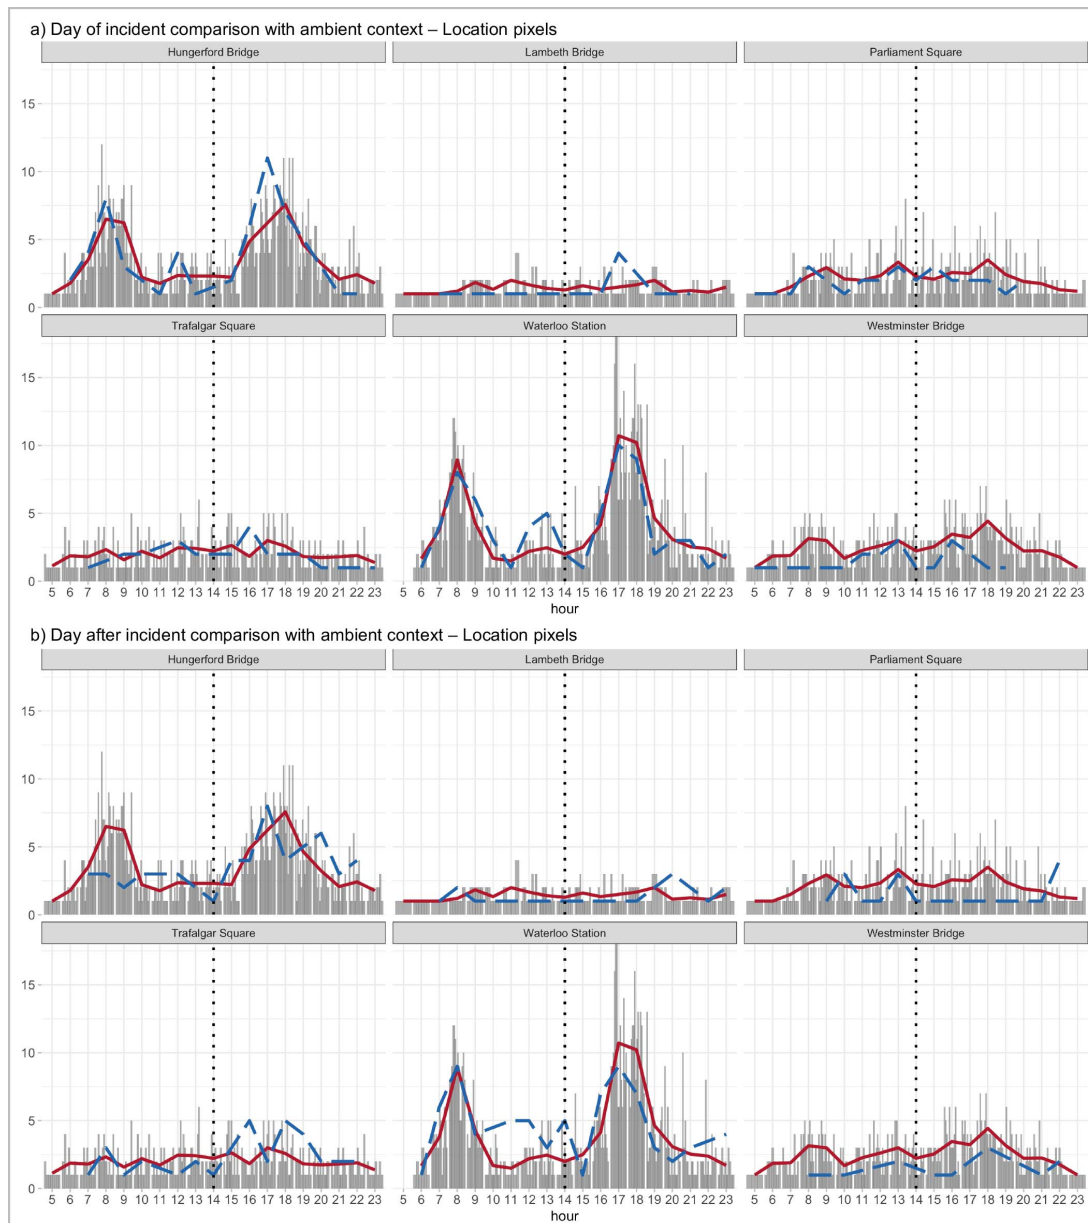 a) Day of incident comparison with ambient context – Location pixels
Hungerford Bridge Lambeth Bridge Parliament Square
15
10
5
0
Trafalgar Square Waterloo Station Westminster Bridge
15
10
5
0
5 6 7 8 9 10 11 12 13 14 15 16 17 18 19 20 21 22 23 5 6 7 8 9 10 11 12 13 14 15 16 17 18 19 20 21 22 23 5 6 7 8 9 10 11 12 13 14 15 16 17 18 19 20 21 22 23
hour
b) Day after incident comparison with ambient context – Location pixels
Hungerford Bridge Lambeth Bridge Parliament Square
15
10
5
0
Trafalgar Square Waterloo Station Westminster Bridge
15
10
5
0
5 6 7 8 9 10 11 12 13 14 15 16 17 18 19 20 21 22 23 5 6 7 8 9 10 11 12 13 14 15 16 17 18 19 20 21 22 23 5 6 7 8 9 10 11 12 13 14 15 16 17 18 19 20 21 22 23
hour